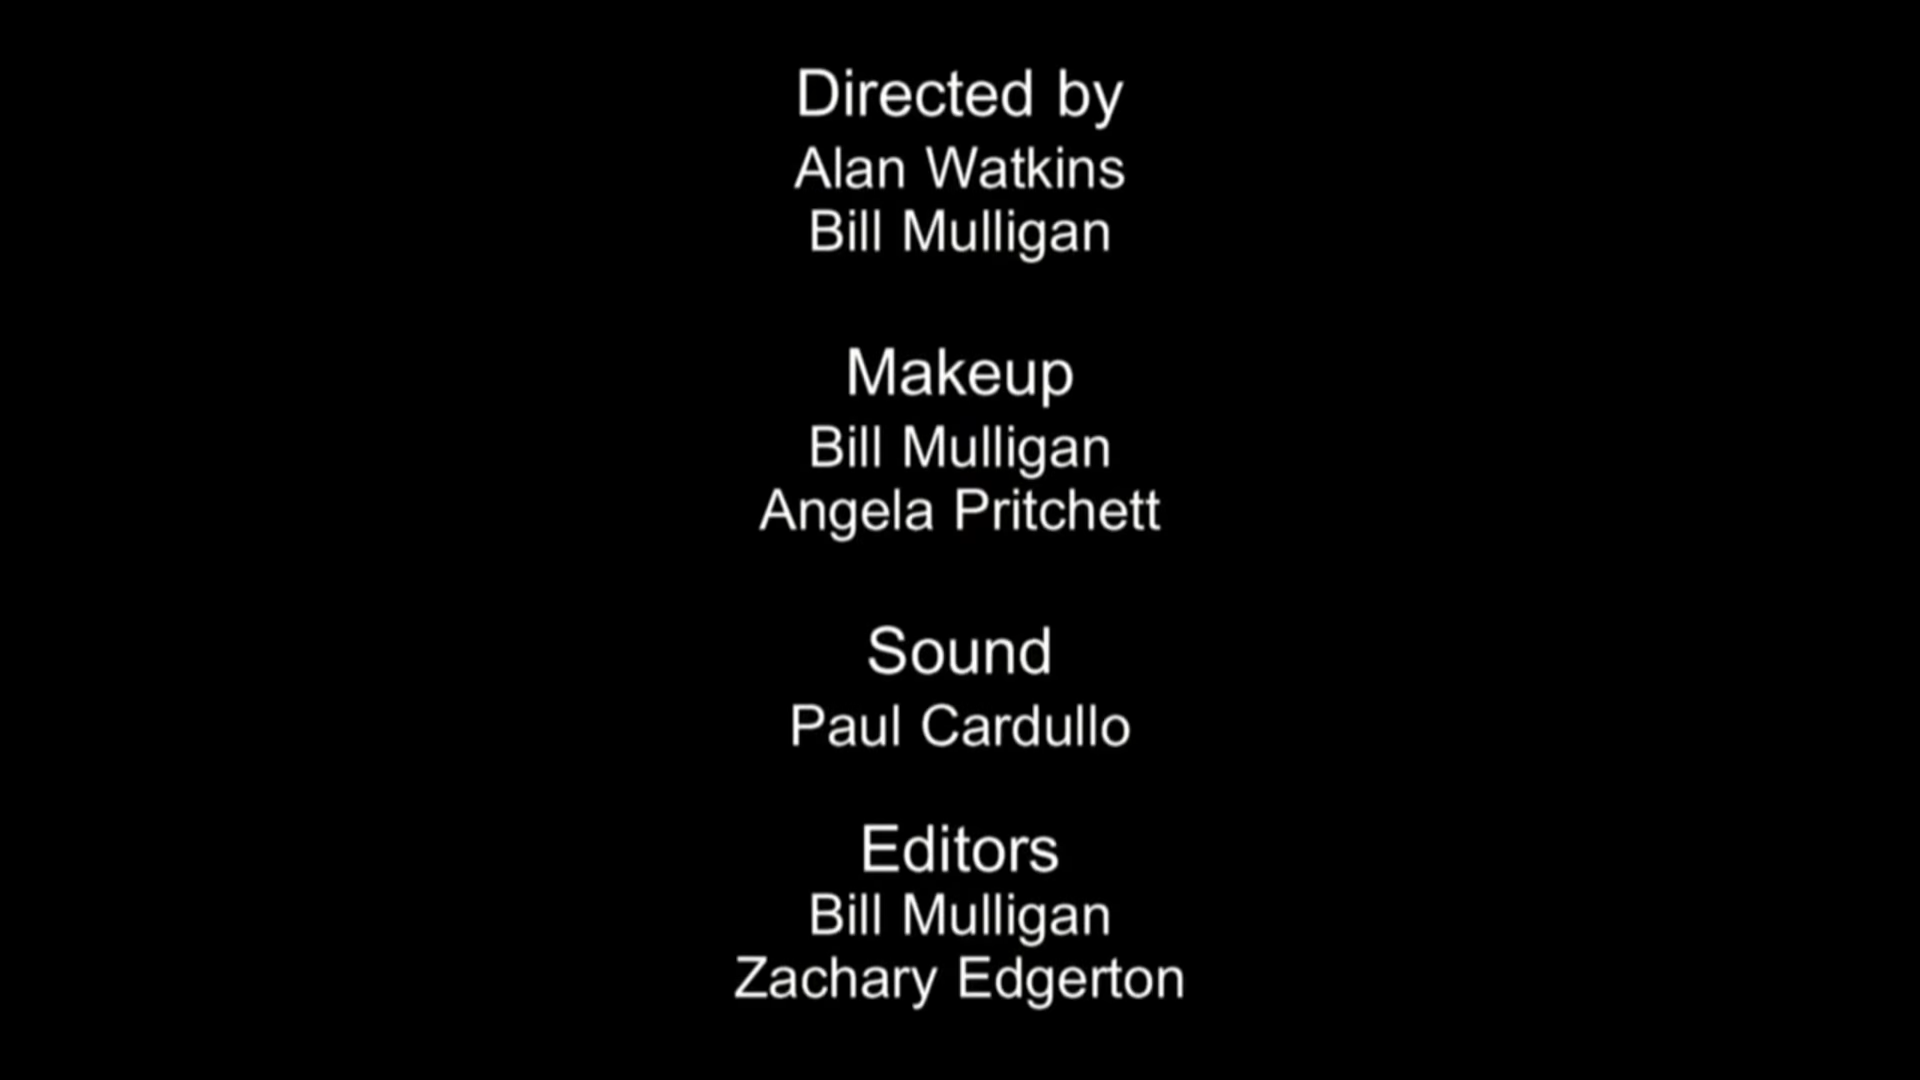 Directed by
Alan Watkins
Bill Mulligan
Makeup
Bill Mulligan
Angela Pritchett
Sound
Paul Cardullo
Editors
Bill Mulligan
Zachary Edgerton